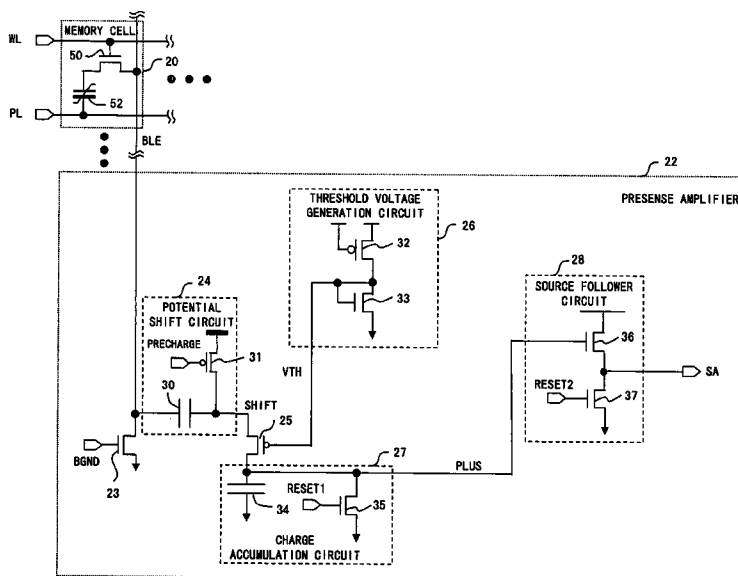 MEMORY CELL
WL
50
20
52
PL
BLE
22
PRESENSE AMPLIFIER
THRESHOLD VOLTAGE
GENERATION CIRCUIT
26
32
33
28
SOURCE FOLLOWER
CIRCUIT
36
SA
RESET2
37
24
POTENTIAL
SHIFT CIRCUIT
PRECHARGE
31
30
VTH
SHIFT
25
BGND
23
27
PLUS
RESET1
34
35
CHARGE
ACCUMULATION CIRCUIT